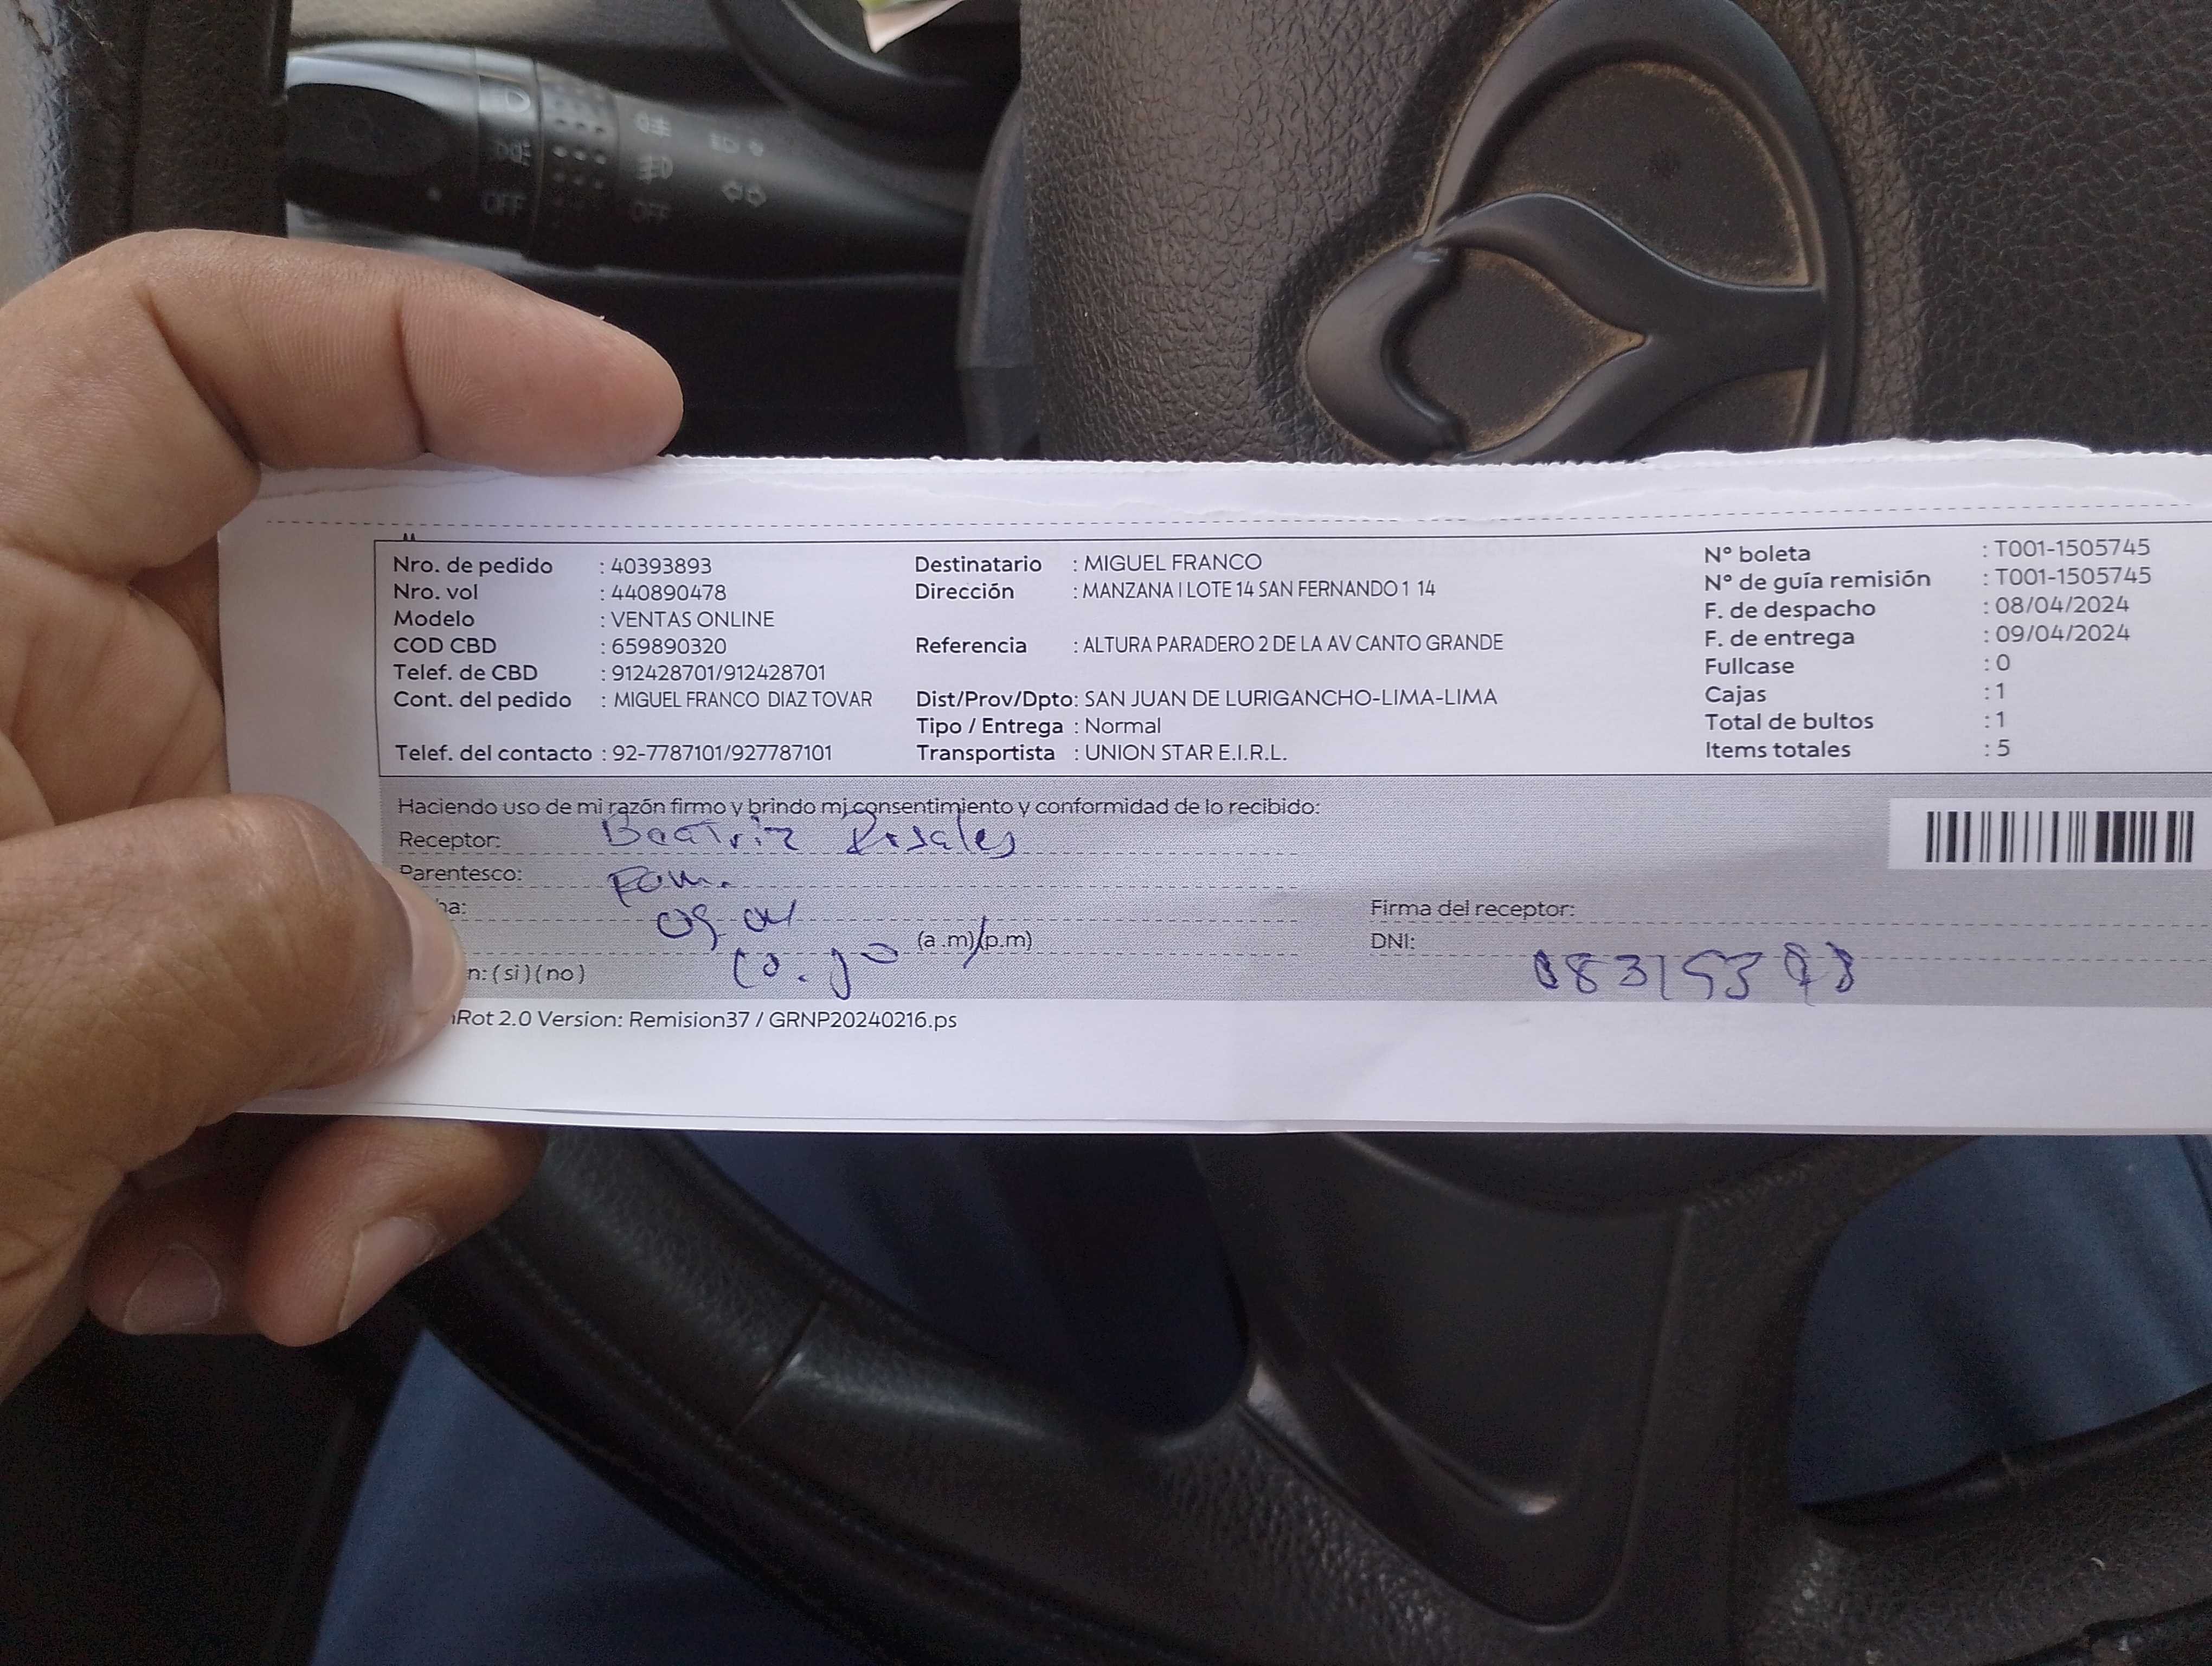 OFF
OFF
Nro. de pedido : 40393893
Nro. vol : 440890478
Modelo : VENTAS ONLINE
COD CBD : 659890320
Telef. de CBD : 912428701/912428701
Cont. del pedido : MIGUEL FRANCO DIAZ TOVAR
Telef. del contacto : 92-7787101/927787101
Destinatario : MIGUEL FRANCO
Dirección : MANZANA I LOTE 14 SAN FERNANDO 1 14
Referencia : ALTURA PARADERO 2 DE LA AV CANTO GRANDE
Dist/Prov/Dpto: SAN JUAN DE LURIGANCHO-LIMA-LIMA
Tipo / Entrega : Normal
Transportista : UNION STAR E.I.R.L.
N° boleta : T001-1505745
N° de guía remisión : T001-1505745
F. de despacho : 08/04/2024
F. de entrega : 09/04/2024
Fullcase : 0
Cajas : 1
Total de bultos : 1
Items totales : 5
Haciendo uso de mi razón firmo y brindo mi consentimiento y conformidad de lo recibido:
Receptor: Beatriz Rosales
Parentesco: Fam.
ha: 09 04
(a .m)(p.m)
n: (si) (no)
Firma del receptor:
DNI:
Rot 2.0 Version: Remision37 / GRNP20240216.ps